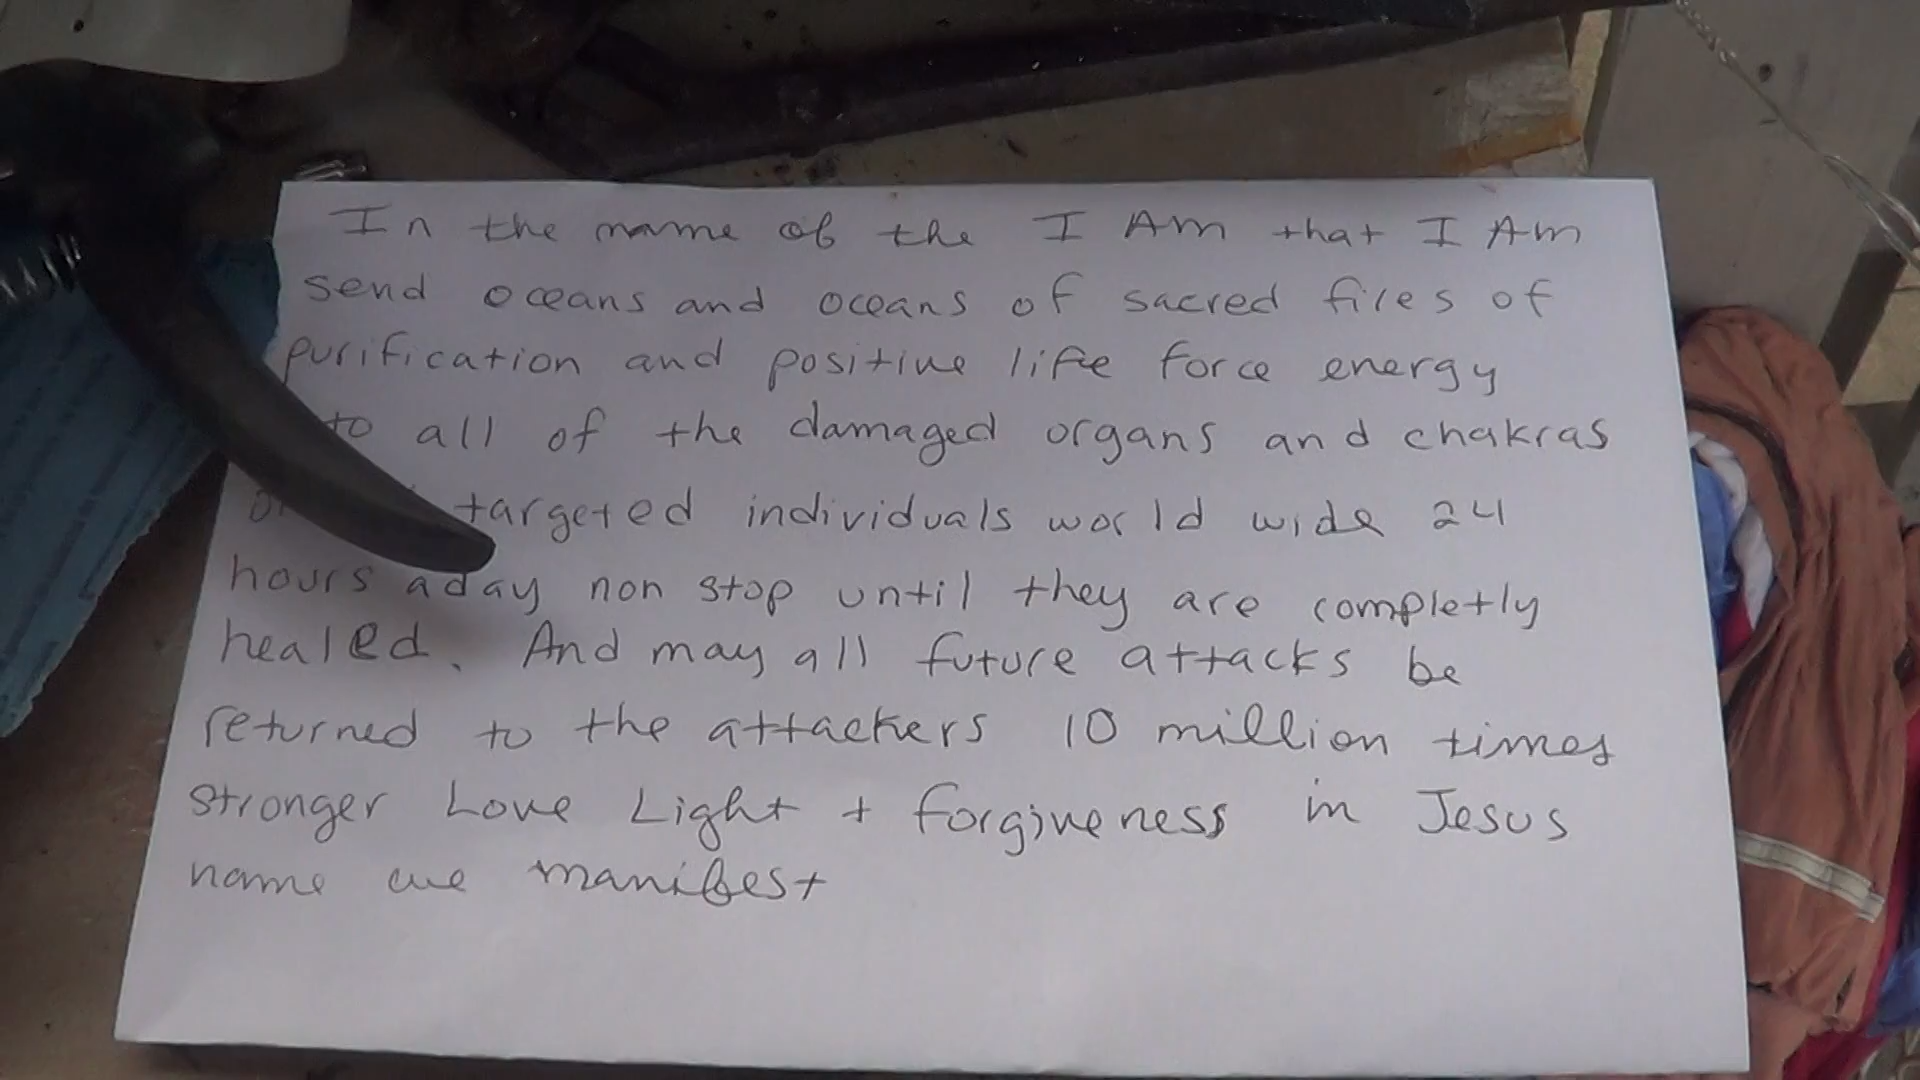 In the name of the I Am that I Am
send oceans and oceans of sacred fires of
purification and positive life force energy
to all of the damaged organs and chakras
targeted individuals world wide 24
hours a day non stop until they are completly
healed. And may all future attacks be
returned to the attackers 10 million times
stronger Love Light + forgiveness in Jesus
name we manifest